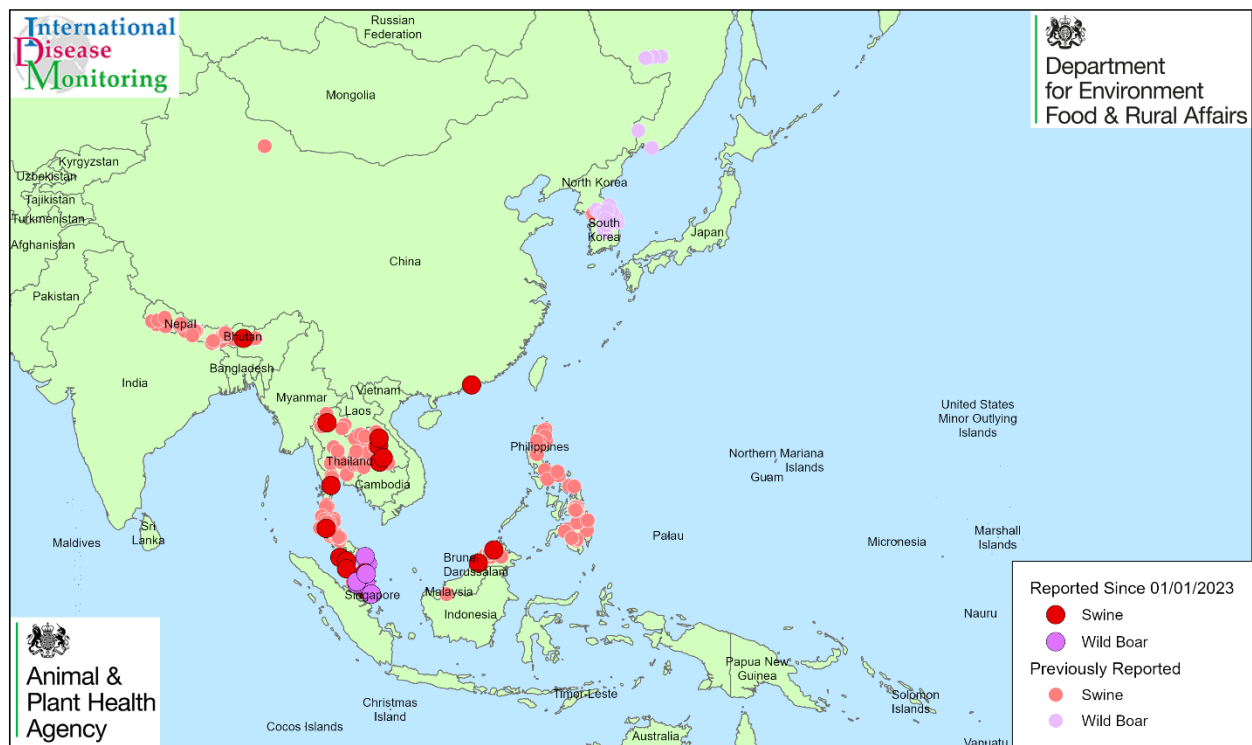 International
Disease
Monitoring
Department
for Environment
Food & Rural Affairs
Russian
Federation
Mongolia
Kyrgyzstan
Uzbekistan
Tajikistan
Turkmenistan
Afghanistan
Pakistan
North Korea
South
Korea
Japan
China
Nepal
Bhutan
Bangladesh
India
Myanmar
Vietnam
Laos
Thailand
Cambodia
Philippines
United States
Minor Outlying
Islands
Northern Mariana
Islands
Guam
Sri
Lanka
Maldives
Palau
Micronesia
Marshall
Islands
Brunei
Darussalam
Malaysia
Singapore
Indonesia
Nauru
Papua New
Guinea
Solomon
Islands
Timor-Leste
Christmas
Island
Cocos Islands
Australia
Vanuatu
Reported Since 01/01/2023
Swine
Wild Boar
Previously Reported
Swine
Wild Boar
Animal &
Plant Health
Agency